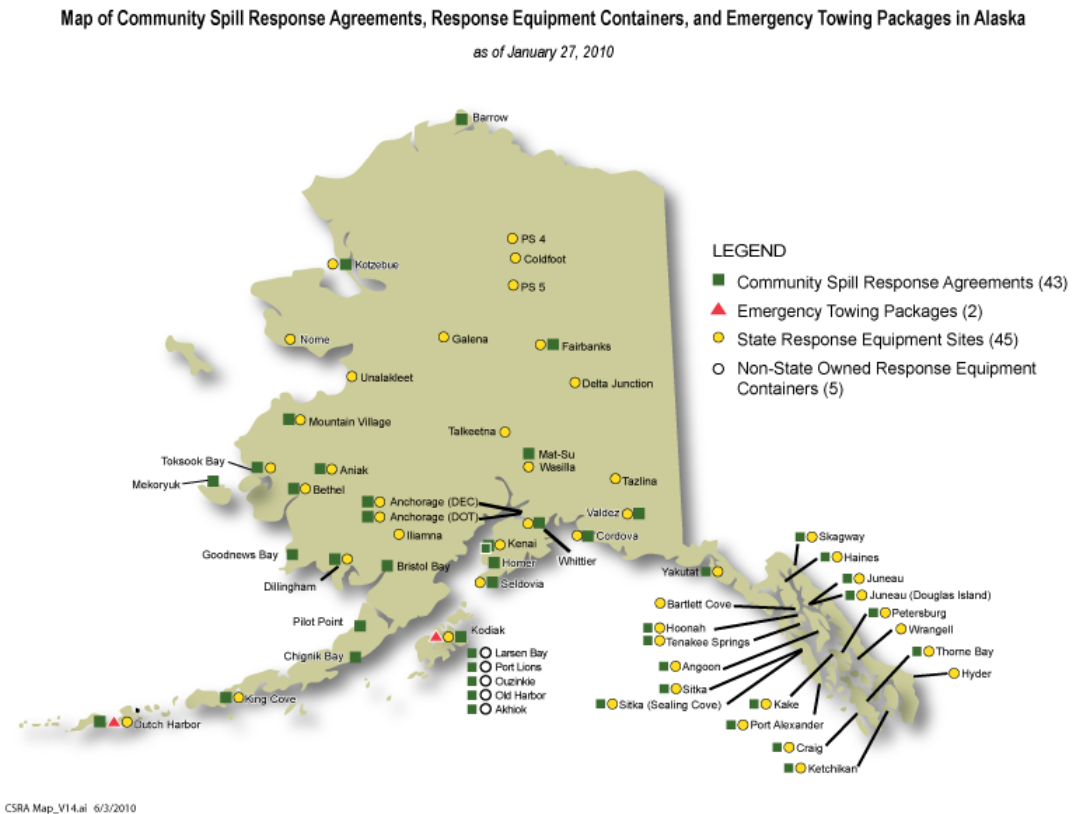 Map of Community Spill Response Agreements, Response Equipment Containers, and Emergency Towing Packages in Alaska
as of January 27, 2010
Barrow
PS 4
Coldfoot
PS 5
Kotzebue
Nome
Galena
Fairbanks
Unalakleet
Delta Junction
LEGEND
Community Spill Response Agreements (43)
Emergency Towing Packages (2)
State Response Equipment Sites (45)
Non-State Owned Response Equipment
Containers (5)
Mountain Village
Talkeetna
Mat-Su
Wasilla
Toksook Bay
Mekoryuk
Aniak
Bethel
Tazlina
Anchorage (DEC)
Anchorage (DOT)
Valdez
Iliamna
Cordova
Kenai
Whittier
Goodnews Bay
Homer
Bristol Bay
Dillingham
Seldovia
Pilot Point
Kodiak
Chignik Bay
Larsen Bay
Port Lions
Ouzinkie
Old Harbor
Akhiok
King Cove
Dutch Harbor
Skagway
Haines
Yakutat
Juneau
Juneau (Douglas Island)
Bartlett Cove
Petersburg
Hoonah
Wrangell
Tenakee Springs
Thorne Bay
Angoon
Hyder
Sitka
Sitka (Sealing Cove)
Kake
Port Alexander
Craig
Ketchikan
CSRA Map_V14.ai 6/3/2010